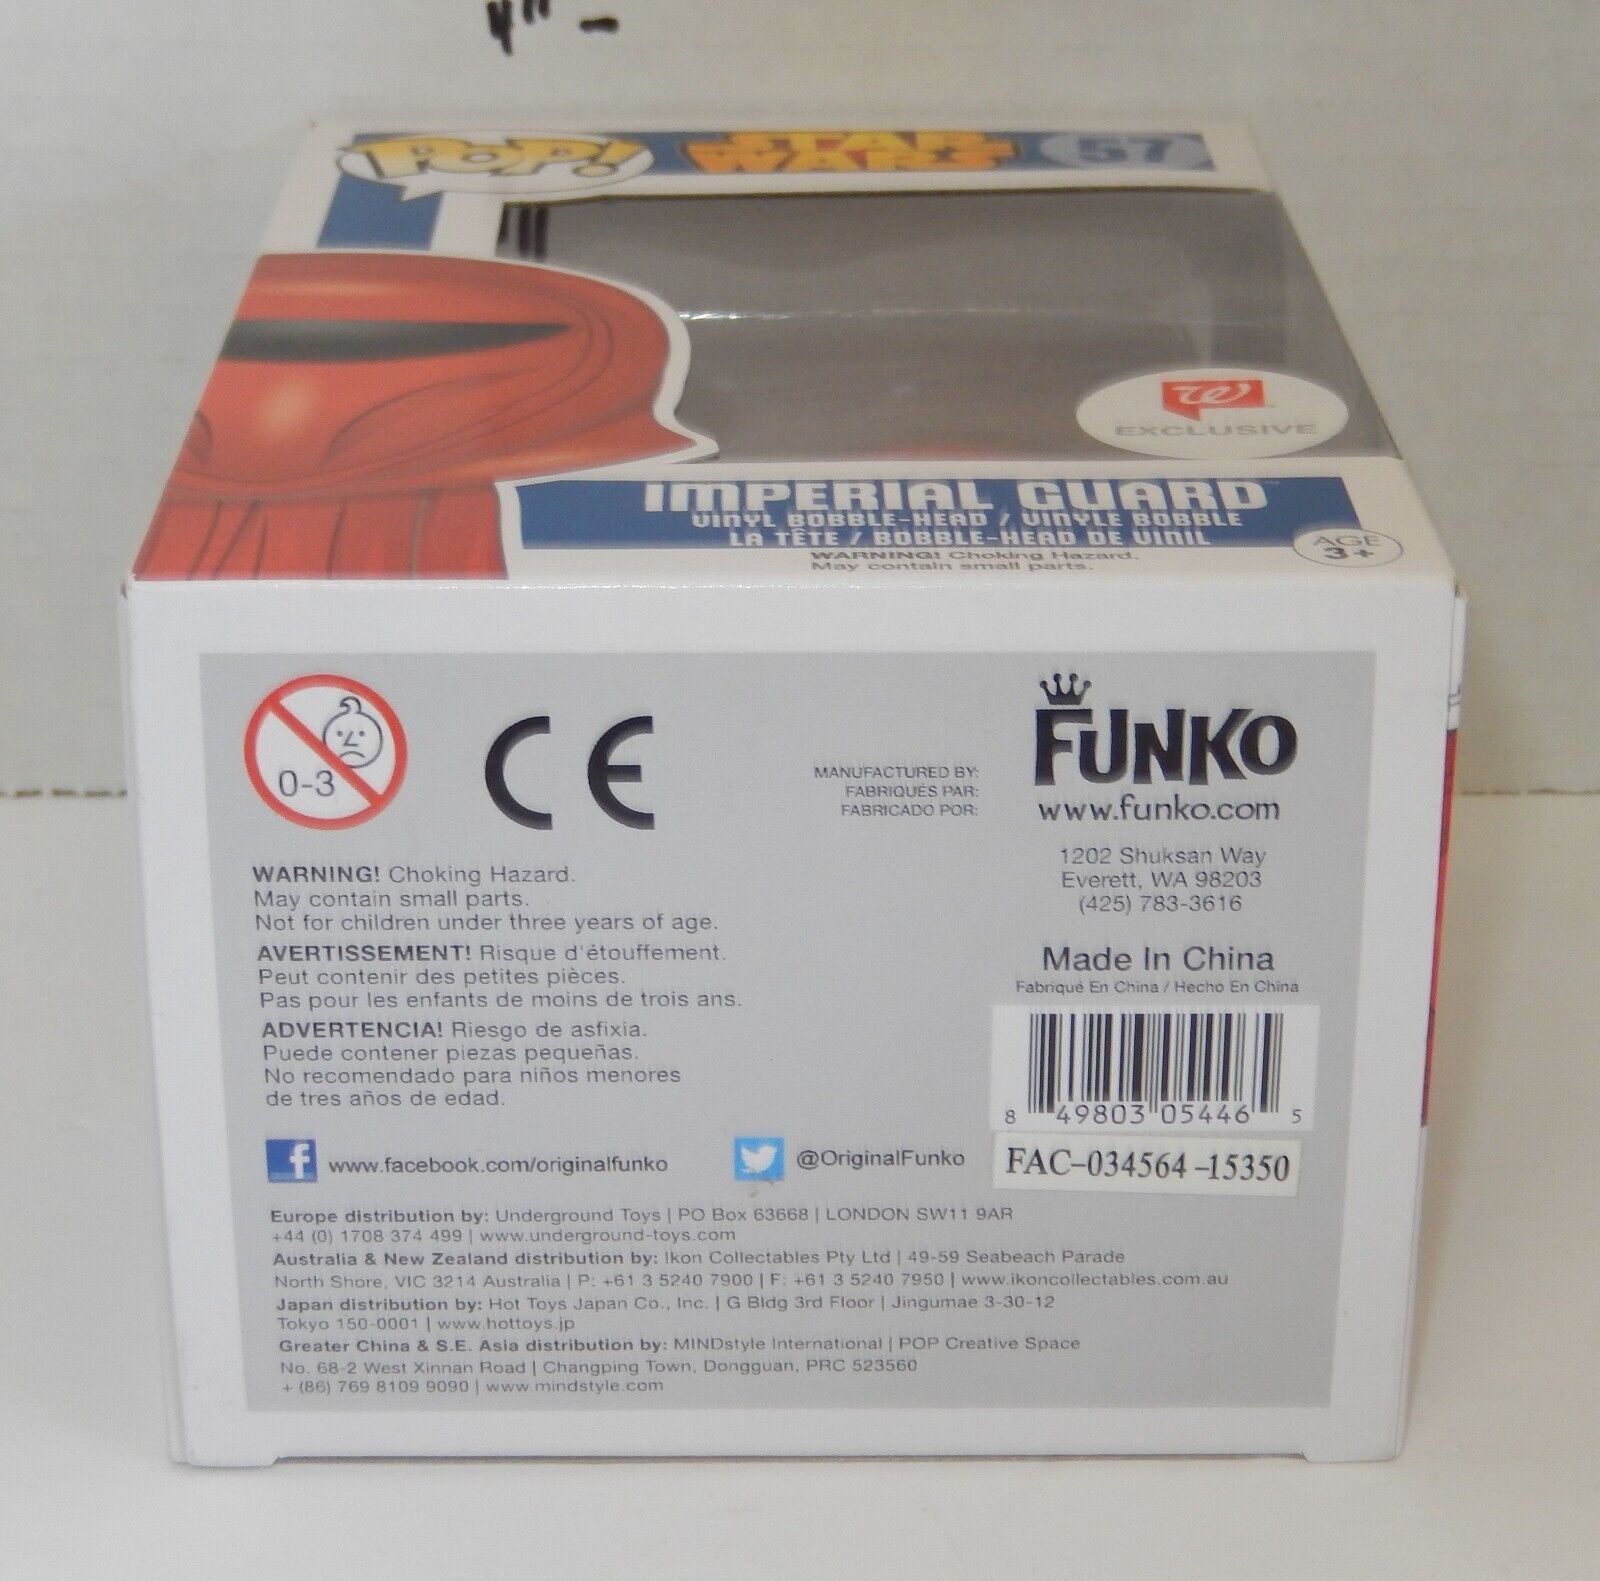 4" -
POP!
STAR
WARS
57
W
EXCLUSIVE
IMPERIAL GUARD™
VINYL BOBBLE-HEAD / VINYLE BOBBLE
LA TÊTE / BOBBLE-HEAD DE VINIL
WARNING! Choking Hazard.
May contain small parts.
AGE
3+
0-3
CE
MANUFACTURED BY:
FABRIQUÉS PAR:
FABRICADO POR:
FUNKO
www.funko.com
1202 Shuksan Way
Everett, WA 98203
(425) 783-3616
WARNING! Choking Hazard.
May contain small parts.
Not for children under three years of age.
AVERTISSEMENT! Risque d'étouffement.
Peut contenir des petites pièces.
Pas pour les enfants de moins de trois ans.
ADVERTENCIA! Riesgo de asfixia.
Puede contener piezas pequeñas.
No recomendado para niños menores
de tres años de edad.
Made In China
Fabriqué En China / Hecho En China
8 49803 05446 5
f www.facebook.com/originalfunko
@OriginalFunko
FAC-034564-15350
Europe distribution by: Underground Toys | PO Box 63668 | LONDON SW11 9AR
+44 (0) 1708 374 499 | www.underground-toys.com
Australia & New Zealand distribution by: Ikon Collectables Pty Ltd | 49-59 Seabeach Parade
North Shore, VIC 3214 Australia | P: +61 3 5240 7900 | F: +61 3 5240 7950 | www.ikoncollectables.com.au
Japan distribution by: Hot Toys Japan Co., Inc. | G Bldg 3rd Floor | Jingumae 3-30-12
Tokyo 150-0001 | www.hottoys.jp
Greater China & S.E. Asia distribution by: MINDstyle International | POP Creative Space
No. 68-2 West Xinnan Road | Changping Town, Dongguan, PRC 523560
+ (86) 769 8109 9090 | www.mindstyle.com